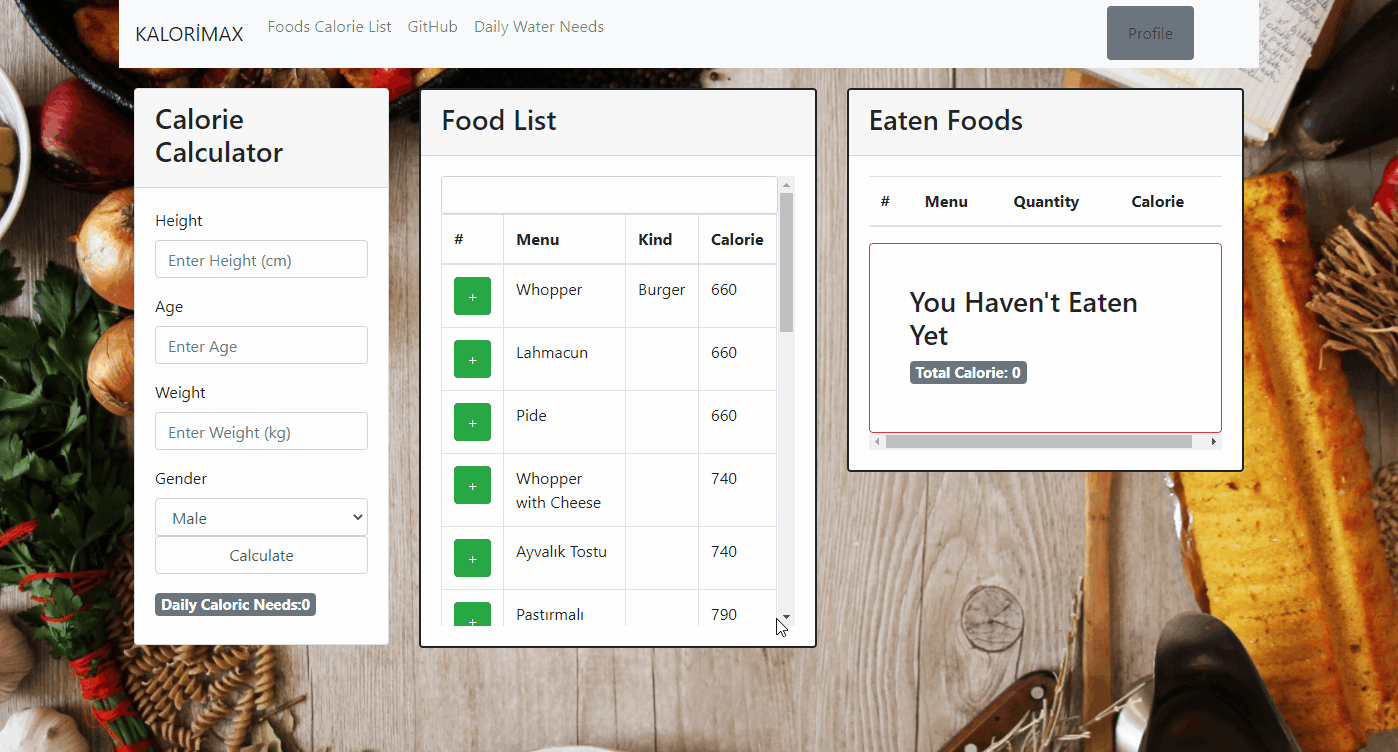 KALORİMAX
Foods Calorie List
GitHub
Daily Water Needs
Profile
Calorie
Calculator
Height
Enter Height (cm)
Age
Enter Age
Weight
Enter Weight (kg)
Gender
Male
Calculate
Daily Caloric Needs:0
Food List
# Menu Kind Calorie
+ Whopper Burger 660
+ Lahmacun 660
+ Pide 660
+ Whopper 740
with Cheese
+ Ayvalık Tostu 740
+ Pastırmalı 790
Eaten Foods
# Menu Quantity Calorie
You Haven't Eaten
Yet
Total Calorie: 0